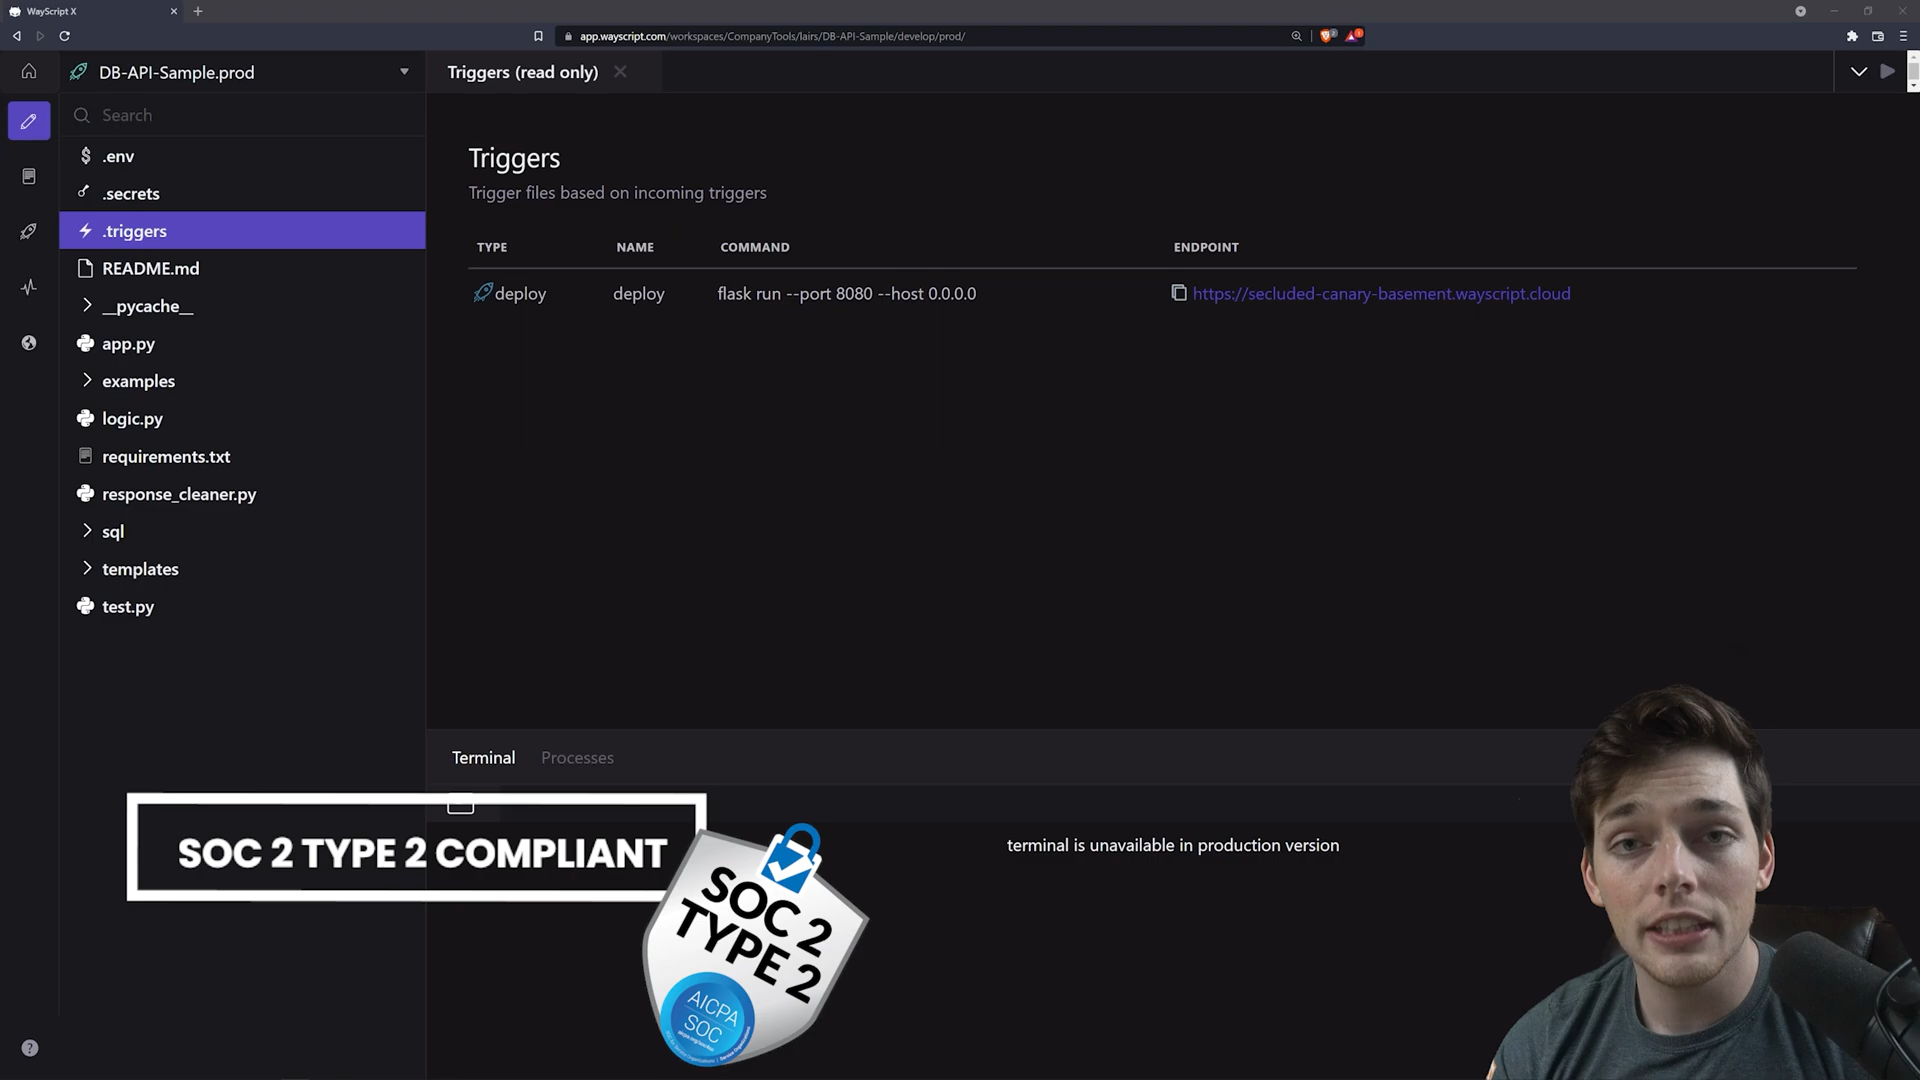 WayScript X
app.wayscript.com/workspaces/CompanyTools/lairs/DB-API-Sample/develop/prod/
DB-API-Sample.prod
Triggers (read only)
Search
.env
.secrets
.triggers
README.md
__pycache__
app.py
examples
logic.py
requirements.txt
response_cleaner.py
sql
templates
test.py
Triggers
Trigger files based on incoming triggers
TYPE NAME COMMAND ENDPOINT
deploy deploy flask run --port 8080 --host 0.0.0.0 https://secluded-canary-basement.wayscript.cloud
Terminal Processes
terminal is unavailable in production version
SOC 2 TYPE 2 COMPLIANT
SOC 2
TYPE 2
AICPA
SOC